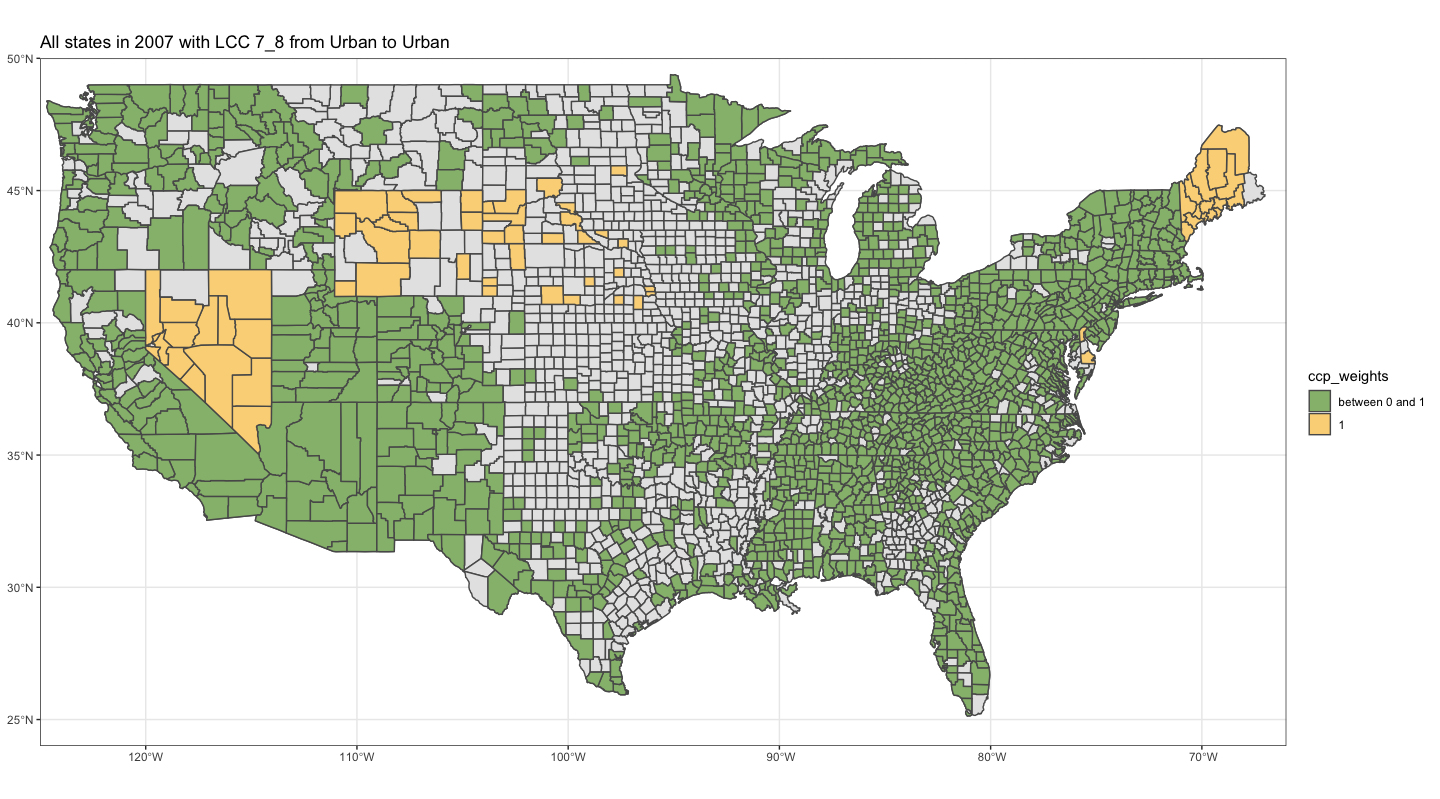 All states in 2007 with LCC 7_8 from Urban to Urban
50°N
45°N
40°N
35°N
30°N
25°N
120°W 110°W 100°W 90°W 80°W 70°W
ccp_weights
between 0 and 1
1